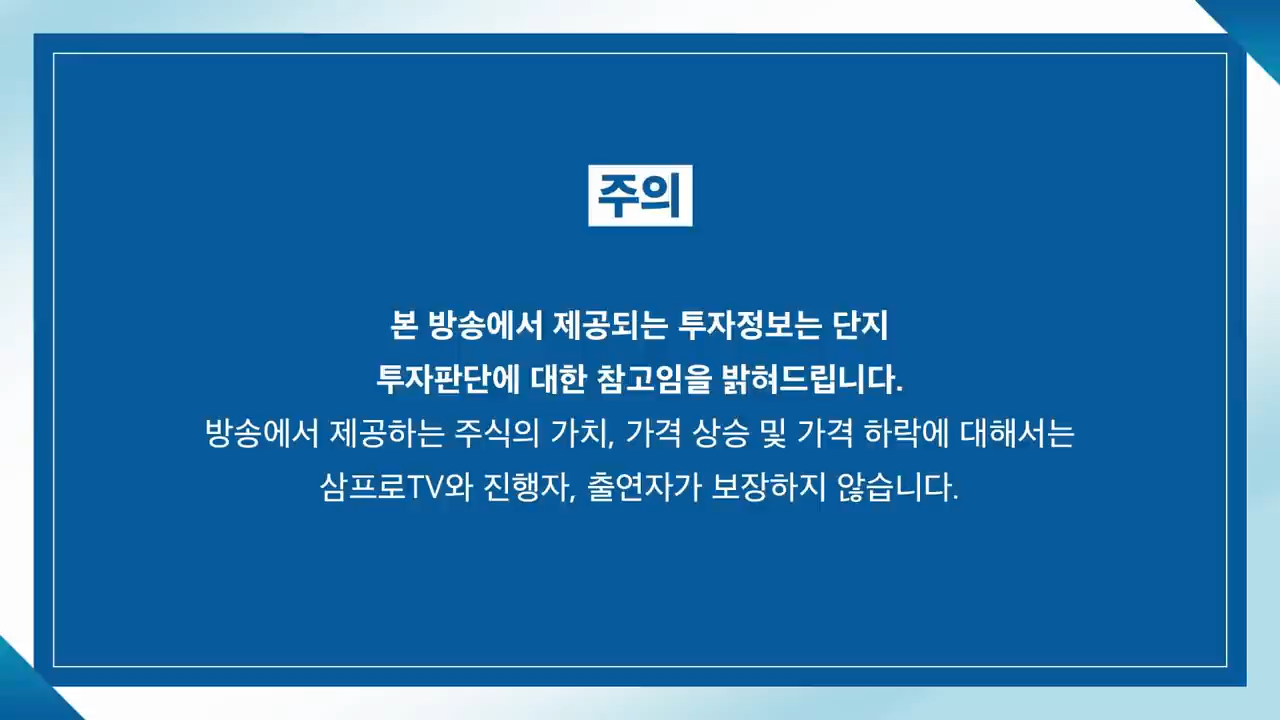 주의
본 방송에서 제공되는 투자정보는 단지
투자판단에 대한 참고임을 밝혀드립니다.
방송에서 제공하는 주식의 가치, 가격 상승 및 가격 하락에 대해서는
삼프로TV와 진행자, 출연자가 보장하지 않습니다.